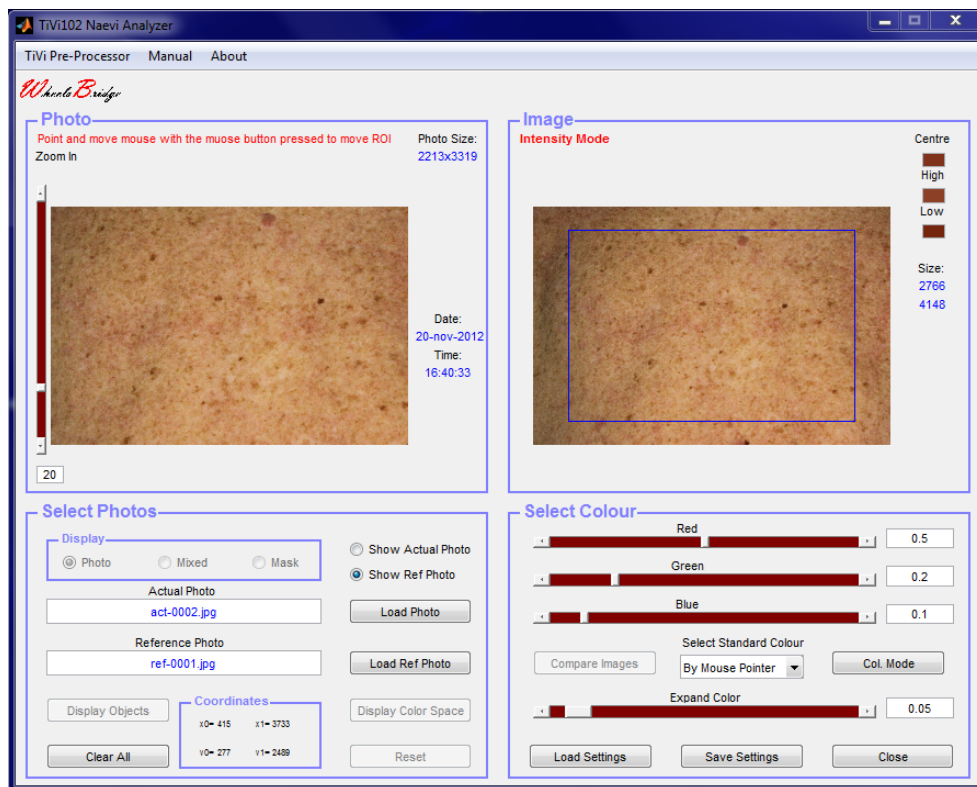 TiVi102 Naevi Analyzer
TiVi Pre-Processor Manual About
WheelsBridge
Photo
Point and move mouse with the muose button pressed to move ROI
Zoom In
Photo Size:
2213x3319
Date:
20-nov-2012
Time:
16:40:33
20
Image
Intensity Mode
Centre
High
Low
Size:
2766
4148
Select Photos
Display
Photo Mixed Mask
Show Actual Photo
Show Ref Photo
Actual Photo
act-0002.jpg
Load Photo
Reference Photo
ref-0001.jpg
Load Ref Photo
Display Objects
Coordinates
x0= 415 x1= 3733
y0= 277 y1= 2489
Display Color Space
Clear All
Reset
Select Colour
Red
0.5
Green
0.2
Blue
0.1
Compare Images
Select Standard Colour
By Mouse Pointer
Col. Mode
Expand Color
0.05
Load Settings
Save Settings
Close